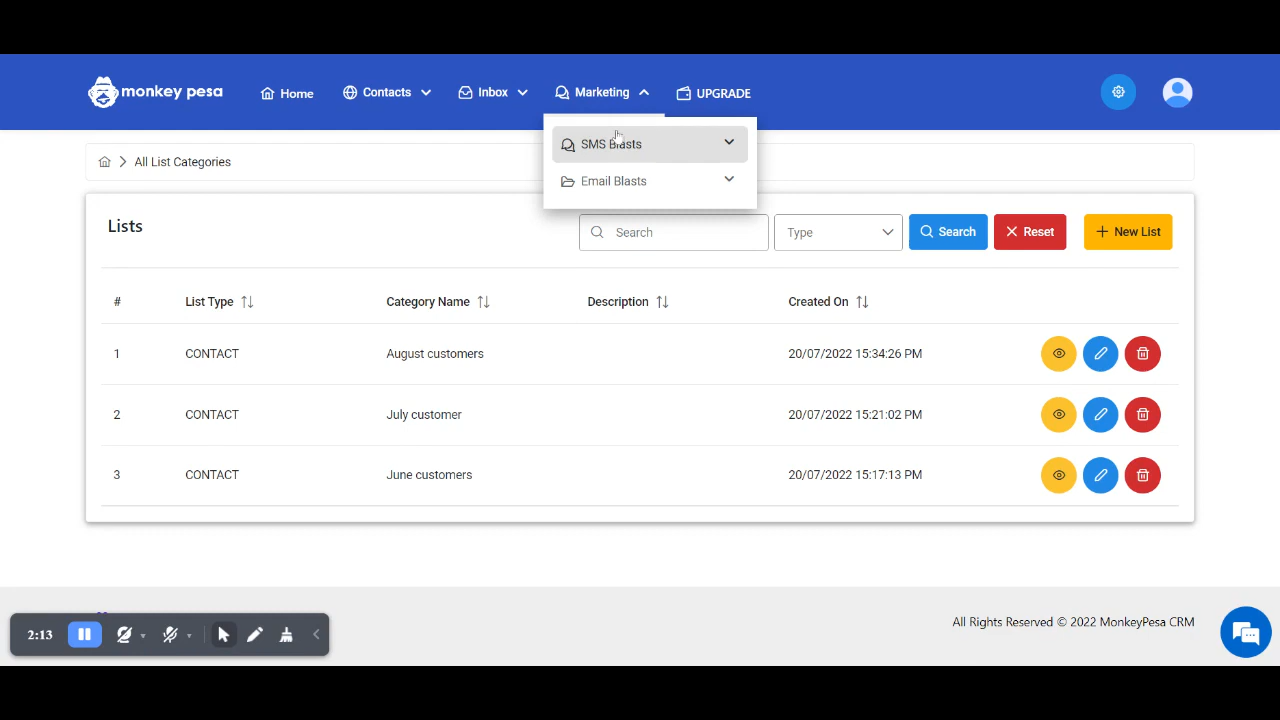 monkey pesa
Home
Contacts
Inbox
Marketing
UPGRADE
SMS Blasts
Email Blasts
All List Categories
Lists
Search
Type
Search
Reset
New List
# List Type Category Name Description Created On
1 CONTACT August customers 20/07/2022 15:34:26 PM
2 CONTACT July customer 20/07/2022 15:21:02 PM
3 CONTACT June customers 20/07/2022 15:17:13 PM
All Rights Reserved © 2022 MonkeyPesa CRM
2:13